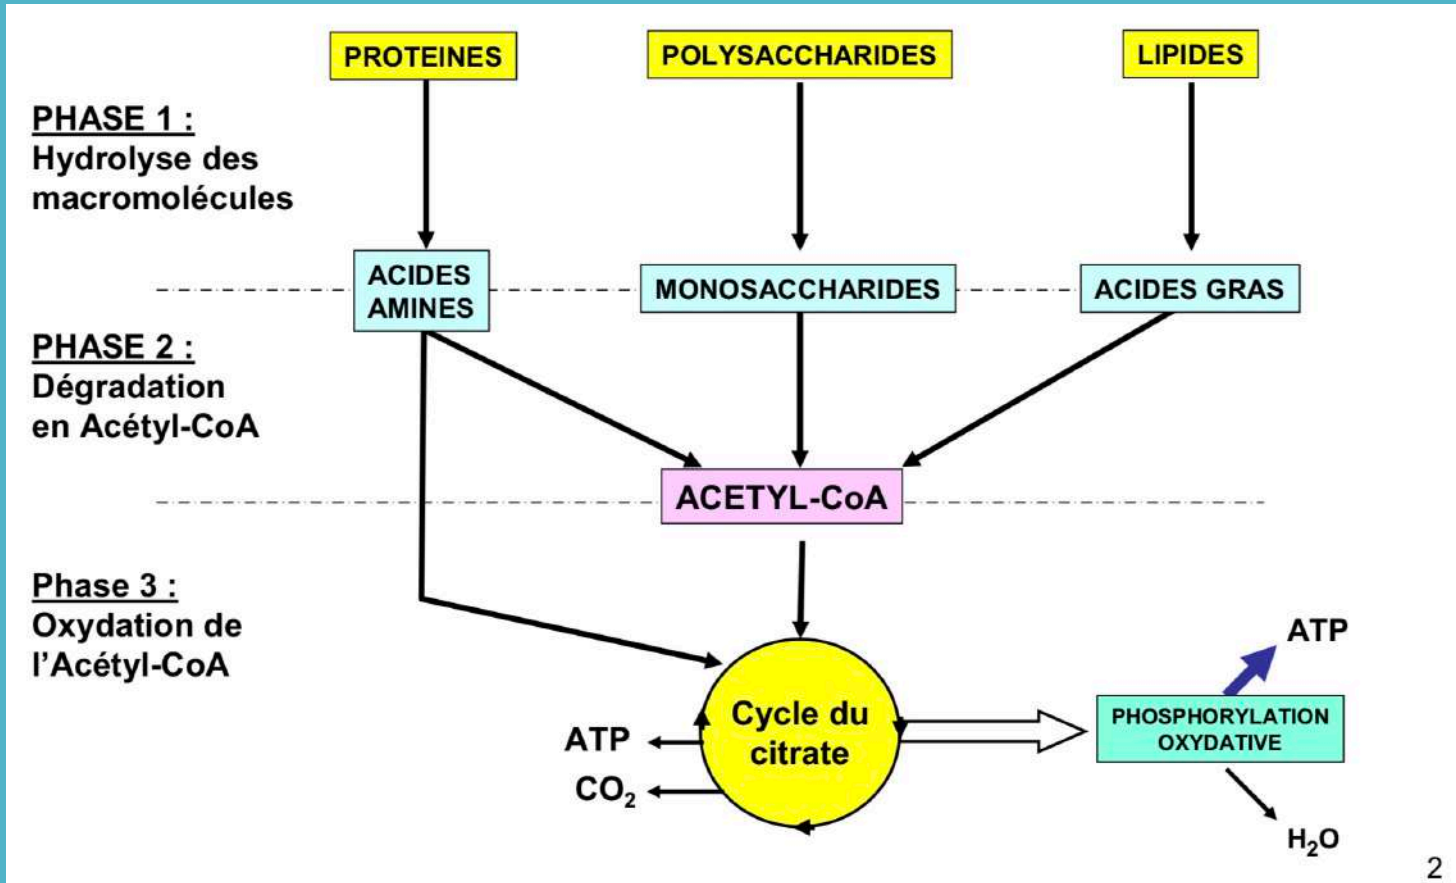 PROTEINES
POLYSACCHARIDES
LIPIDES
PHASE 1 :
Hydrolyse des
macromolécules
ACIDES
AMINES
MONOSACCHARIDES
ACIDES GRAS
PHASE 2 :
Dégradation
en Acétyl-CoA
ACETYL-CoA
Phase 3 :
Oxydation de
l'Acétyl-CoA
Cycle du
citrate
ATP
CO₂
ATP
PHOSPHORYLATION
OXYDATIVE
H₂O
2